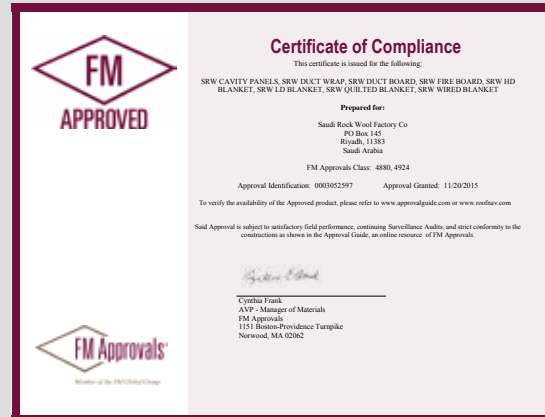 FM
APPROVED
Certificate of Compliance
This certificate is issued for the following:
SRW CAVITY PANELS, SRW DUCT WRAP, SRW DUCT BOARD, SRW FIRE BOARD, SRW HD
BLANKET, SRW LD BLANKET, SRW QUILTED BLANKET, SRW WIRED BLANKET
Prepared for:
Saudi Rock Wool Factory Co
PO Box 145
Riyadh, 11383
Saudi Arabia
FM Approvals Class: 4880, 4924
Approval Identification: 0003052597 Approval Granted: 11/20/2015
To verify the availability of the Approved product, please refer to www.approvalguide.com or www.roofnav.com
Said Approval is subject to satisfactory field performance, continuing Surveillance Audits, and strict conformity to the
constructions as shown in the Approval Guide, an online resource of FM Approvals.
Cynthia Frank
AVP - Manager of Materials
FM Approvals
1151 Boston-Providence Turnpike
Norwood, MA 02062
FM Approvals
Member of the FM Global Group